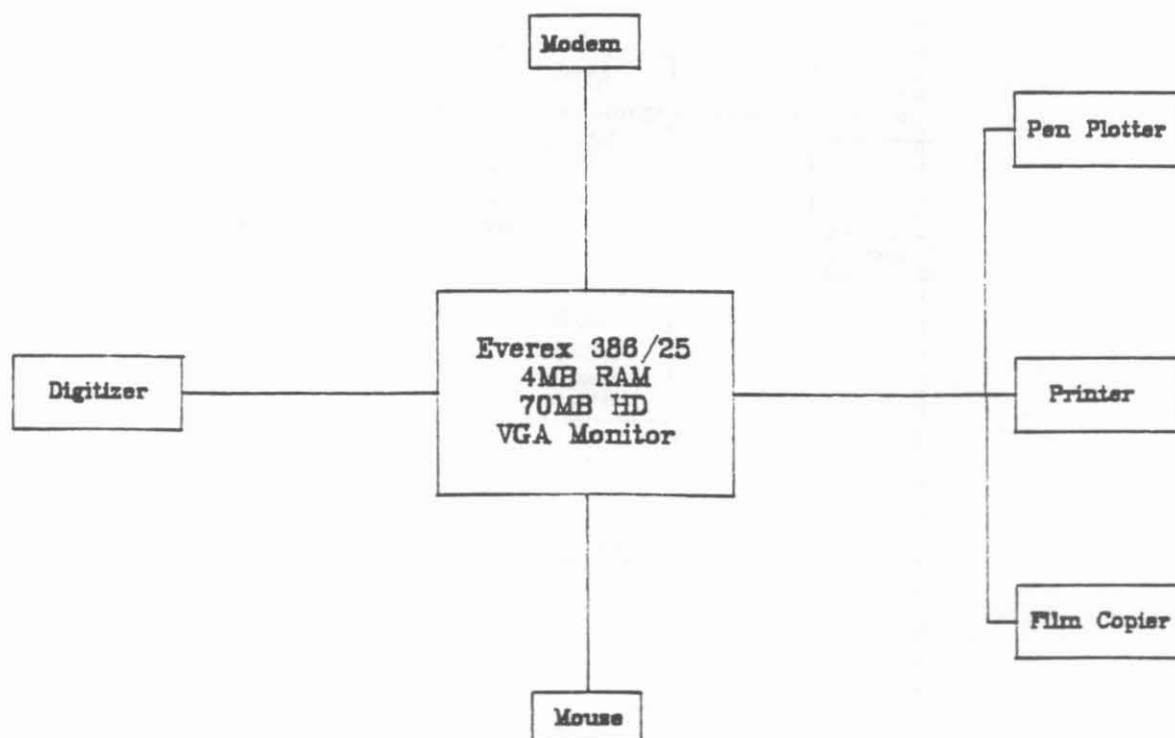 Modem
Pen Plotter
Everex 386/25
4MB RAM
70MB HD
VGA Monitor
Digitizer
Printer
Film Copier
Mouse